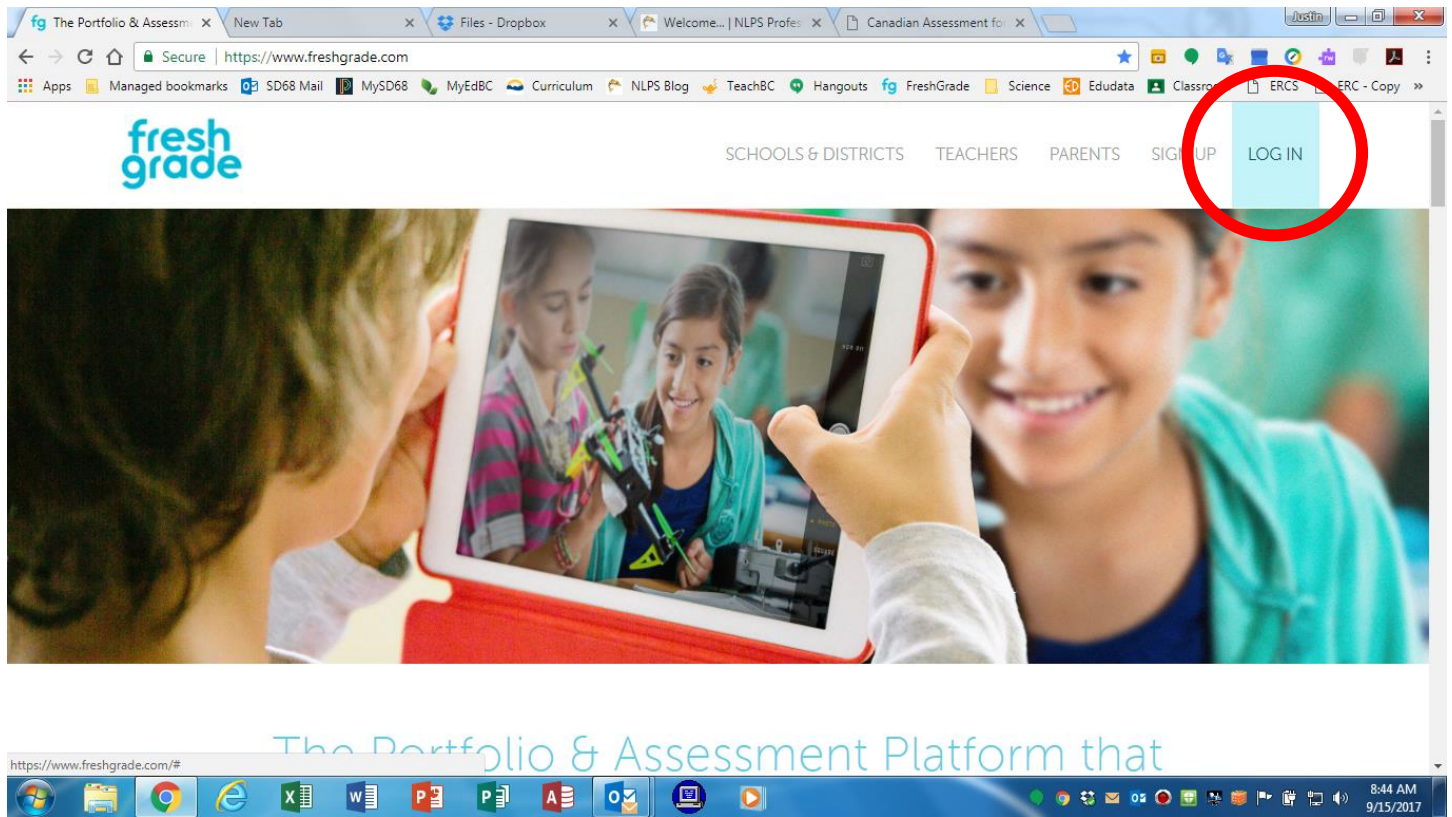 fg The Portfolio & Assessm
New Tab
Files - Dropbox
Welcome... | NLPS Profes
Canadian Assessment fo
Justin
Secure | https://www.freshgrade.com
Apps Managed bookmarks SD68 Mail MySD68 MyEdBC Curriculum NLPS Blog TeachBC Hangouts fg FreshGrade Science Edudata ERCS ERC - Copy »
fresh
grade
SCHOOLS & DISTRICTS TEACHERS PARENTS UP LOG IN
SQUARE
The Portfolio & Assessment Platform that
https://www.freshgrade.com/#
8:44 AM
9/15/2017